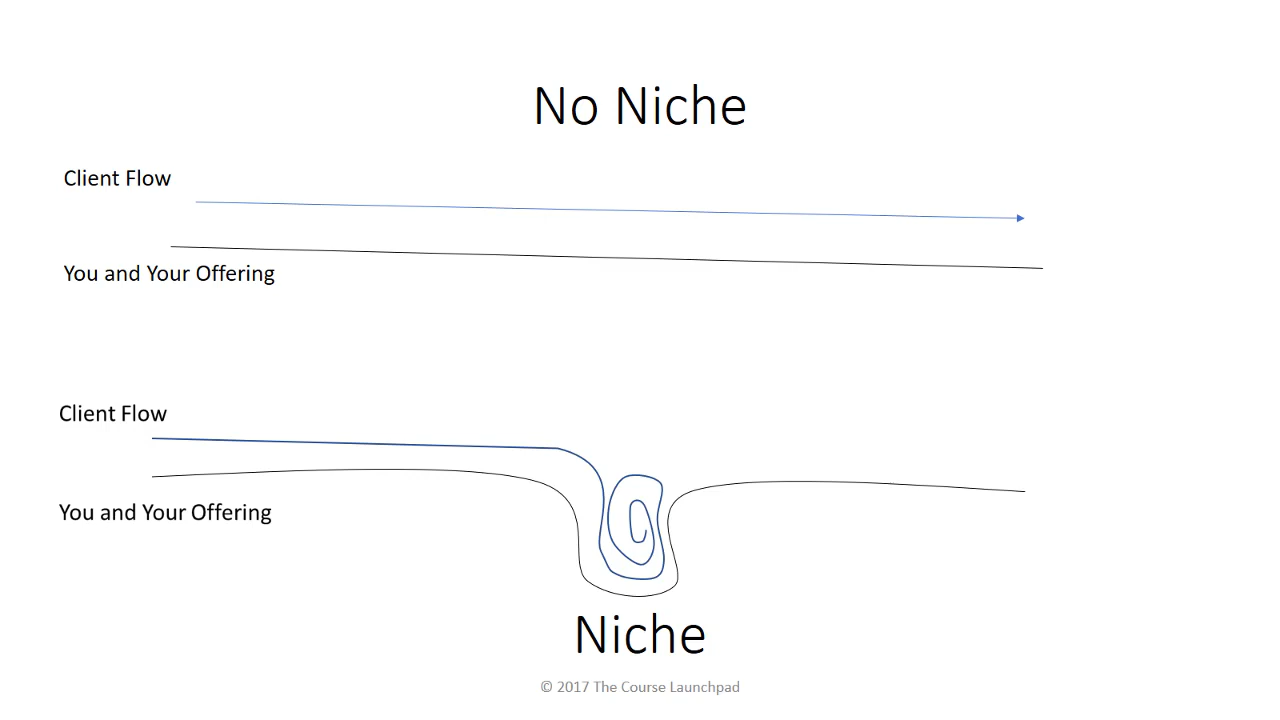 No Niche
Client Flow
You and Your Offering
Client Flow
You and Your Offering
Niche
© 2017 The Course Launchpad